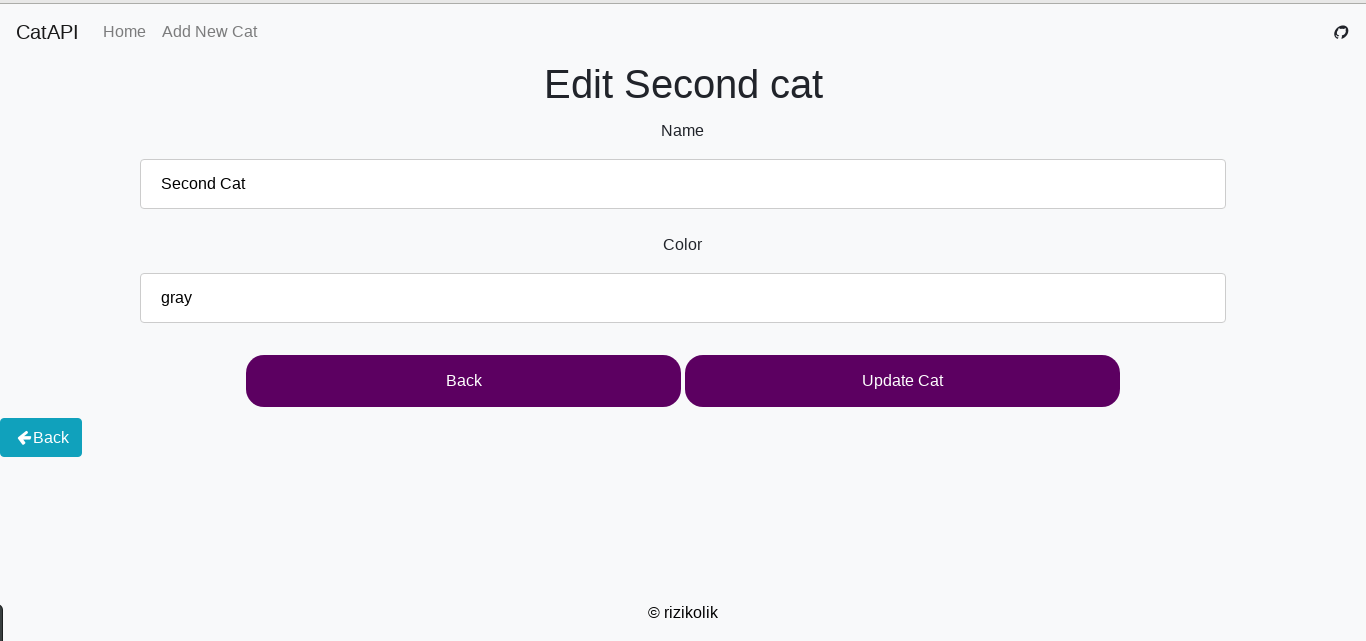 CatAPI Home Add New Cat
Edit Second cat
Name
Second Cat
Color
gray
Back Update Cat
Back
© rizikolik